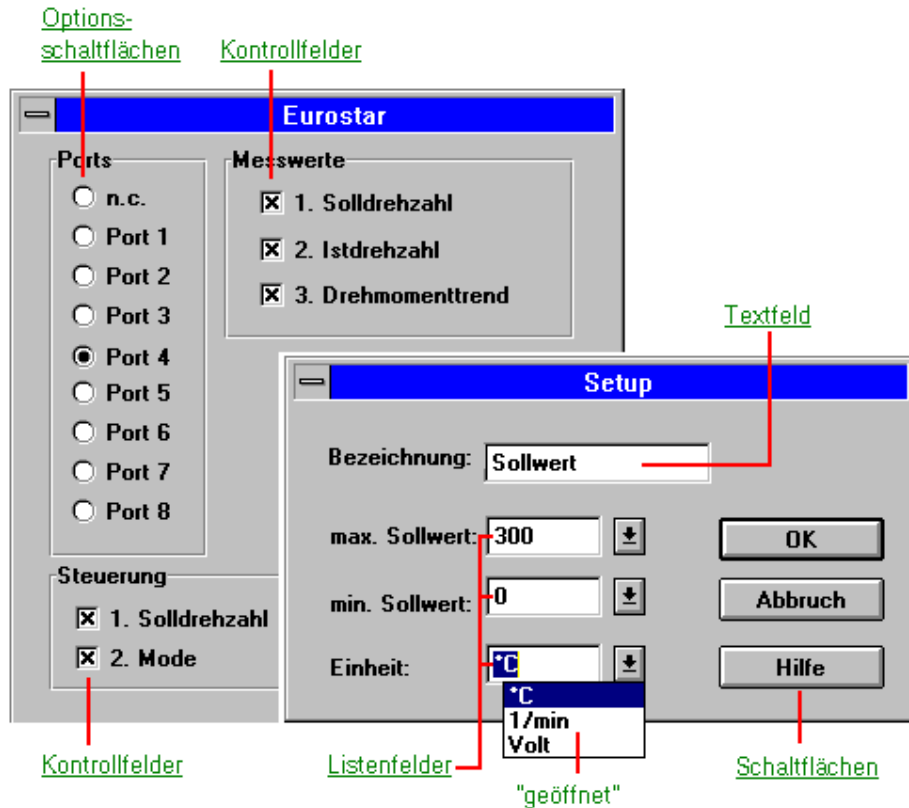 Options-
schaltflächen
Kontrollfelder
Eurostar
Ports
n.c.
Port 1
Port 2
Port 3
Port 4
Port 5
Port 6
Port 7
Port 8
Messwerte
1. Solldrehzahl
2. Istdrehzahl
3. Drehmomenttrend
Steuerung
1. Solldrehzahl
2. Mode
Textfeld
Setup
Bezeichnung: Sollwert
max. Sollwert: 300
min. Sollwert: 0
Einheit: °C
°C
1/min
Volt
OK
Abbruch
Hilfe
Kontrollfelder
Listenfelder
"geöffnet"
Schaltflächen